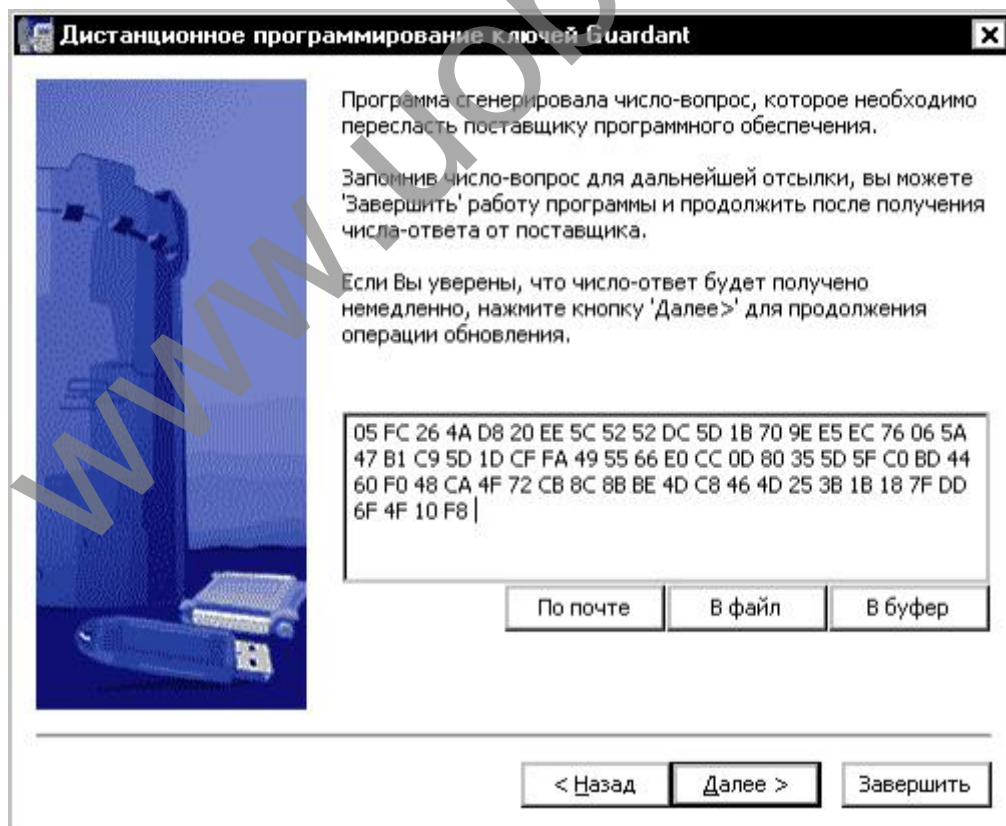 Дистанционное программирование ключей Guardant
Программа сгенерировала число-вопрос, которое необходимо
пересласть поставщику программного обеспечения.
Запомнив число-вопрос для дальнейшей отсылки, вы можете
'Завершить' работу программы и продолжить после получения
числа-ответа от поставщика.
Если Вы уверены, что число-ответ будет получено
немедленно, нажмите кнопку 'Далее>' для продолжения
операции обновления.
05 FC 26 4A D8 20 EE 5C 52 52 DC 5D 1B 70 9E E5 EC 76 06 5A
47 B1 C9 5D 1D CF FA 49 55 66 E0 CC 0D 80 35 5D 5F C0 BD 44
60 F0 48 CA 4F 72 CB 8C 8B BE 4D C8 46 4D 25 3B 1B 18 7F DD
6F 4F 10 F8
По почте В файл В буфер
< Назад Далее > Завершить
www.uop